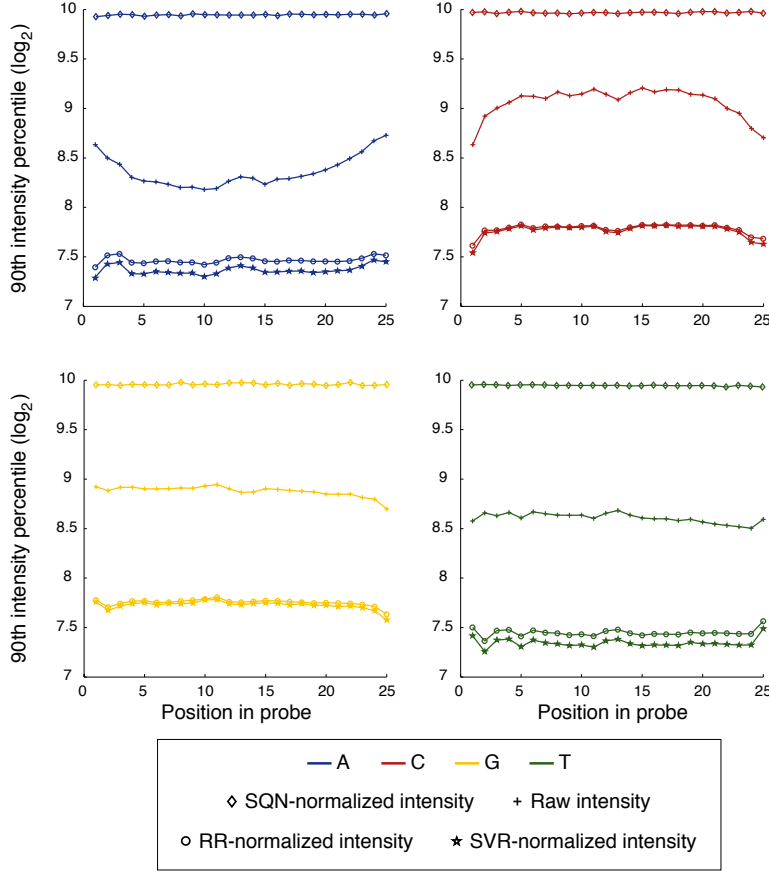 90th intensity percentile (log2)
10
9.5
9
8.5
8
7.5
7
0 5 10 15 20 25
10
9.5
9
8.5
8
7.5
7
0 5 10 15 20 25
90th intensity percentile (log2)
10
9.5
9
8.5
8
7.5
7
0 5 10 15 20 25
Position in probe
10
9.5
9
8.5
8
7.5
7
0 5 10 15 20 25
Position in probe
A C G T
SQN-normalized intensity Raw intensity
RR-normalized intensity SVR-normalized intensity